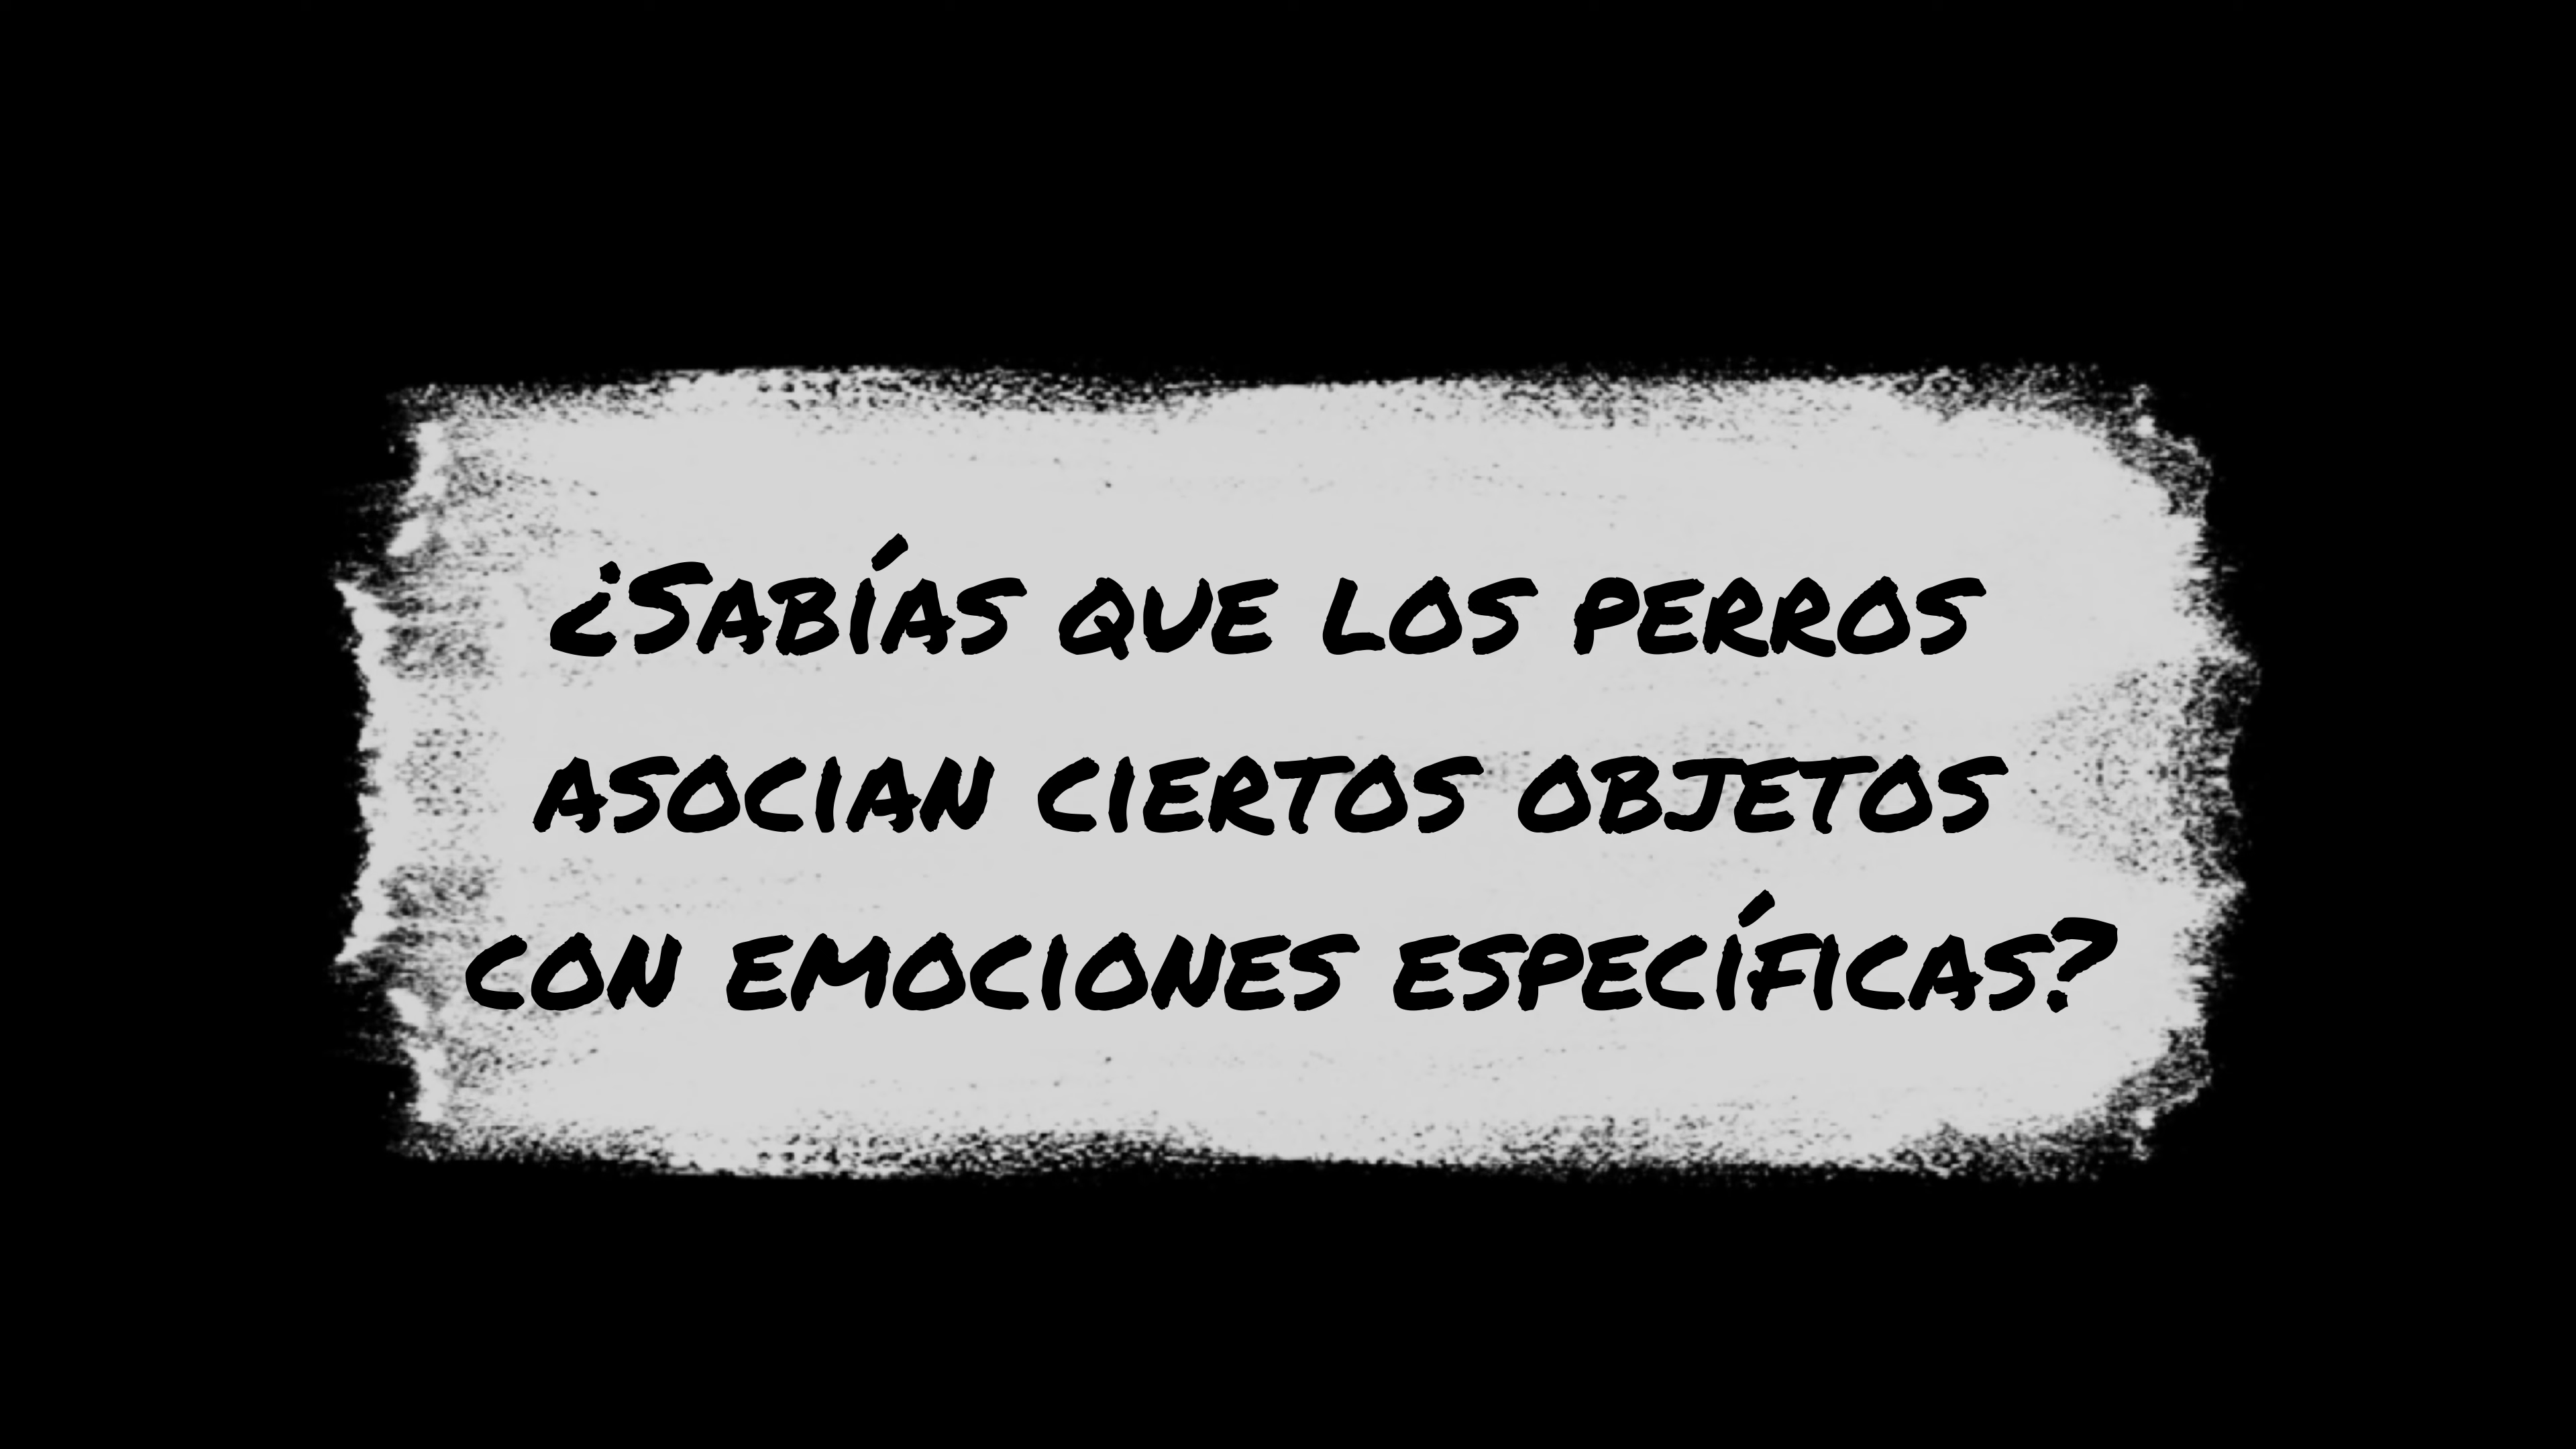 ¿Sabías que los perros
asocian ciertos objetos
con emociones específicas?